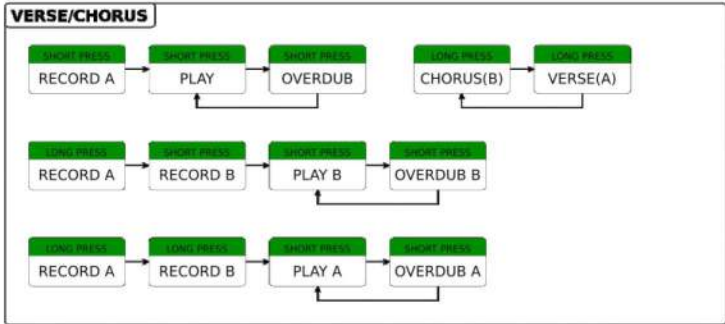 VERSE/CHORUS
SHORT PRESS SHORT PRESS SHORT PRESS LONG PRESS LONG PRESS
RECORD A PLAY OVERDUB CHORUS(B) VERSE(A)
LONG PRESS SHORT PRESS SHORT PRESS SHORT PRESS
RECORD A RECORD B PLAY B OVERDUB B
LONG PRESS LONG PRESS SHORT PRESS SHORT PRESS
RECORD A RECORD B PLAY A OVERDUB A